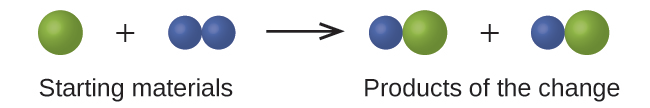 + +
Starting materials Products of the change